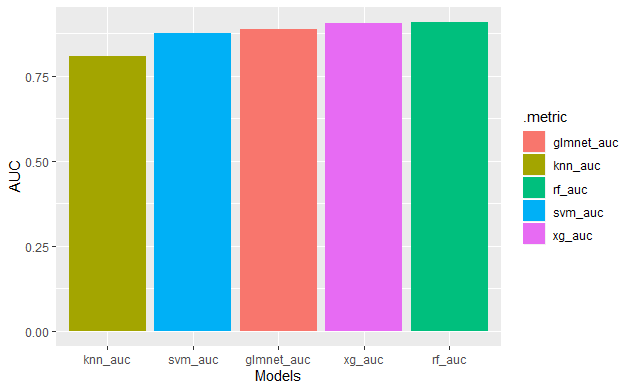 AUC
0.75
0.50
0.25
0.00
knn_auc svm_auc glmnet_auc xg_auc rf_auc
Models
.metric
glmnet_auc
knn_auc
rf_auc
svm_auc
xg_auc